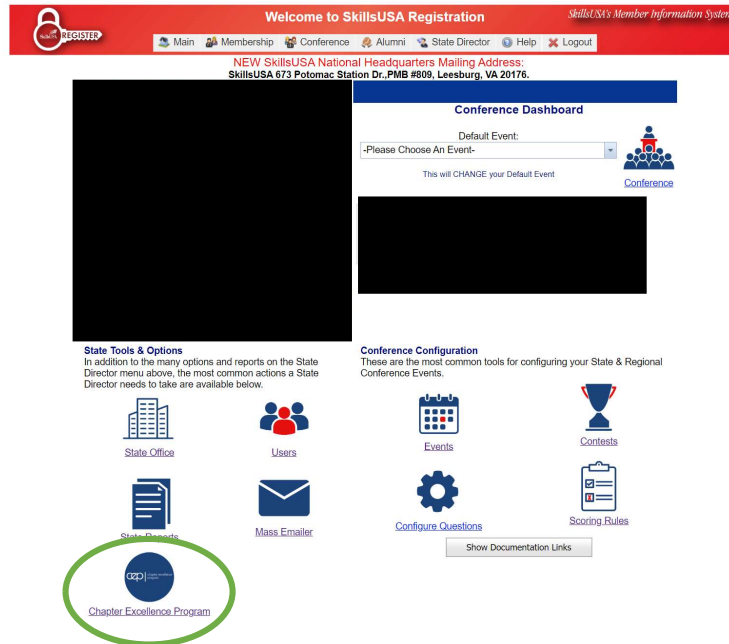 Welcome to SkillsUSA Registration
SkillsUSA's Member Information System
SkillsUSA
REGISTER
Main Membership Conference Alumni State Director Help Logout
NEW SkillsUSA National Headquarters Mailing Address:
SkillsUSA 673 Potomac Station Dr.,PMB #809, Leesburg, VA 20176.
Conference Dashboard
Default Event:
-Please Choose An Event-
This will CHANGE your Default Event
Conference
State Tools & Options
In addition to the many options and reports on the State
Director menu above, the most common actions a State
Director needs to take are available below.
State Office
Users
State Reports
Mass Emailer
cep chapter excellence
program
Chapter Excellence Program
Conference Configuration
These are the most common tools for configuring your State & Regional
Conference Events.
Events
Contests
Configure Questions
Scoring Rules
Show Documentation Links